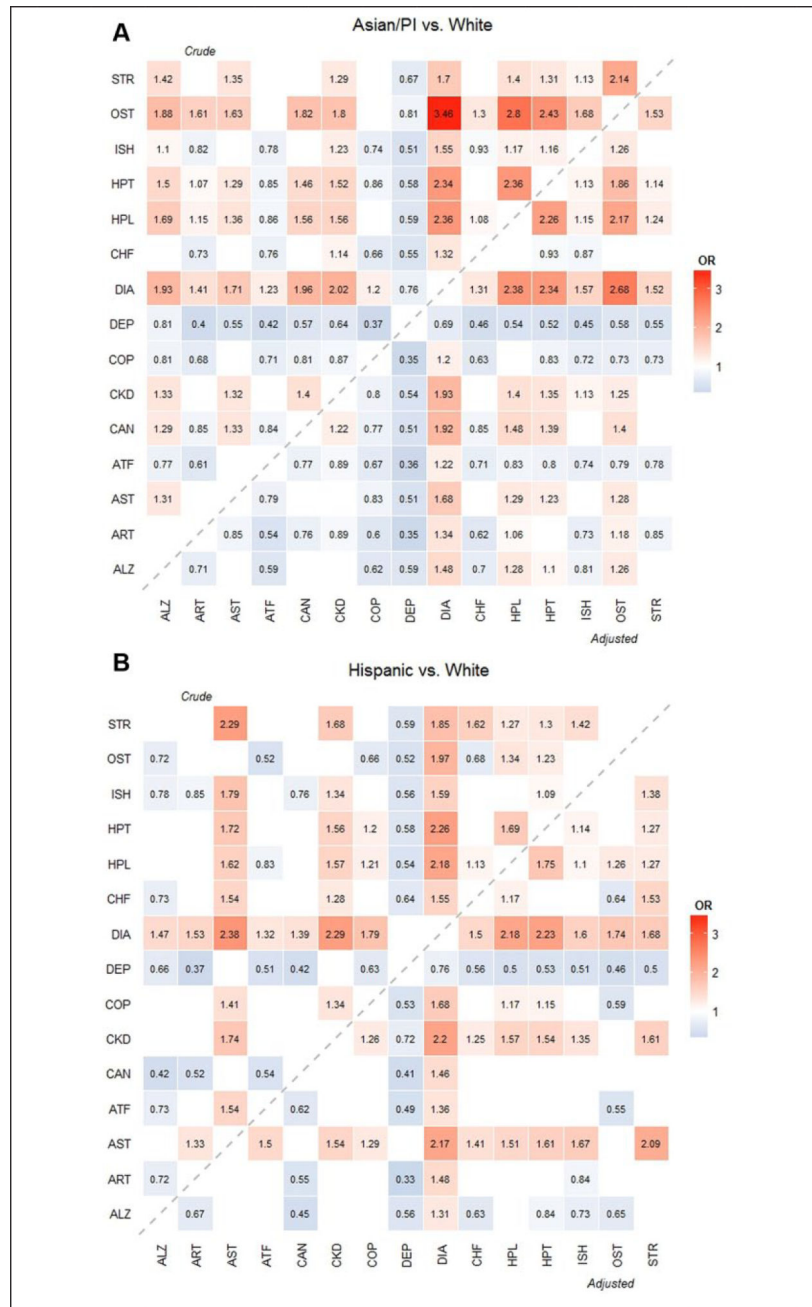 A
Asian/PI vs. White
Crude
STR 1.42 1.35 1.29 0.67 1.7 1.4 1.31 1.13 2.14
OST 1.88 1.61 1.63 1.82 1.8 0.81 3.46 1.3 2.8 2.43 1.68 1.53
ISH 1.1 0.82 0.78 1.23 0.74 0.51 1.55 0.93 1.17 1.16 1.26
HPT 1.5 1.07 1.29 0.85 1.46 1.52 0.86 0.58 2.34 2.36 1.13 1.86 1.14
HPL 1.69 1.15 1.36 0.86 1.56 1.56 0.59 2.36 1.08 2.26 1.15 2.17 1.24
CHF 0.73 0.76 1.14 0.66 0.55 1.32 0.93 0.87
OR
DIA 1.93 1.41 1.71 1.23 1.96 2.02 1.2 0.76 1.31 2.38 2.34 1.57 2.68 1.52
3
DEP 0.81 0.4 0.55 0.42 0.57 0.64 0.37 0.69 0.46 0.54 0.52 0.45 0.58 0.55
2
COP 0.81 0.68 0.71 0.81 0.87 0.35 1.2 0.63 0.83 0.72 0.73 0.73
1
CKD 1.33 1.32 1.4 0.8 0.54 1.93 1.4 1.35 1.13 1.25
CAN 1.29 0.85 1.33 0.84 1.22 0.77 0.51 1.92 0.85 1.48 1.39 1.4
ATF 0.77 0.61 0.77 0.89 0.67 0.36 1.22 0.71 0.83 0.8 0.74 0.79 0.78
AST 1.31 0.79 0.83 0.51 1.68 1.29 1.23 1.28
ART 0.85 0.54 0.76 0.89 0.6 0.35 1.34 0.62 1.06 0.73 1.18 0.85
ALZ 0.71 0.59 0.62 0.59 1.48 0.7 1.28 1.1 0.81 1.26
ALZ ART AST ATF CAN CKD COP DEP DIA CHF HPL HPT ISH OST STR
Adjusted
B
Hispanic vs. White
Crude
STR 2.29 1.68 0.59 1.85 1.62 1.27 1.3 1.42
OST 0.72 0.52 0.66 0.52 1.97 0.68 1.34 1.23
ISH 0.78 0.85 1.79 0.76 1.34 0.56 1.59 1.09 1.38
HPT 1.72 1.56 1.2 0.58 2.26 1.69 1.14 1.27
HPL 1.62 0.83 1.57 1.21 0.54 2.18 1.13 1.75 1.1 1.26 1.27
CHF 0.73 1.54 1.28 0.64 1.55 1.17 0.64 1.53
OR
DIA 1.47 1.53 2.38 1.32 1.39 2.29 1.79 1.5 2.18 2.23 1.6 1.74 1.68
3
DEP 0.66 0.37 0.51 0.42 0.63 0.76 0.56 0.5 0.53 0.51 0.46 0.5
2
COP 1.41 1.34 0.53 1.68 1.17 1.15 0.59
1
CKD 1.74 1.26 0.72 2.2 1.25 1.57 1.54 1.35 1.61
CAN 0.42 0.52 0.54 0.41 1.46
ATF 0.73 1.54 0.62 0.49 1.36 0.55
AST 1.33 1.5 1.54 1.29 2.17 1.41 1.51 1.61 1.67 2.09
ART 0.72 0.55 0.33 1.48 0.84
ALZ 0.67 0.45 0.56 1.31 0.63 0.84 0.73 0.65
ALZ ART AST ATF CAN CKD COP DEP DIA CHF HPL HPT ISH OST STR
Adjusted